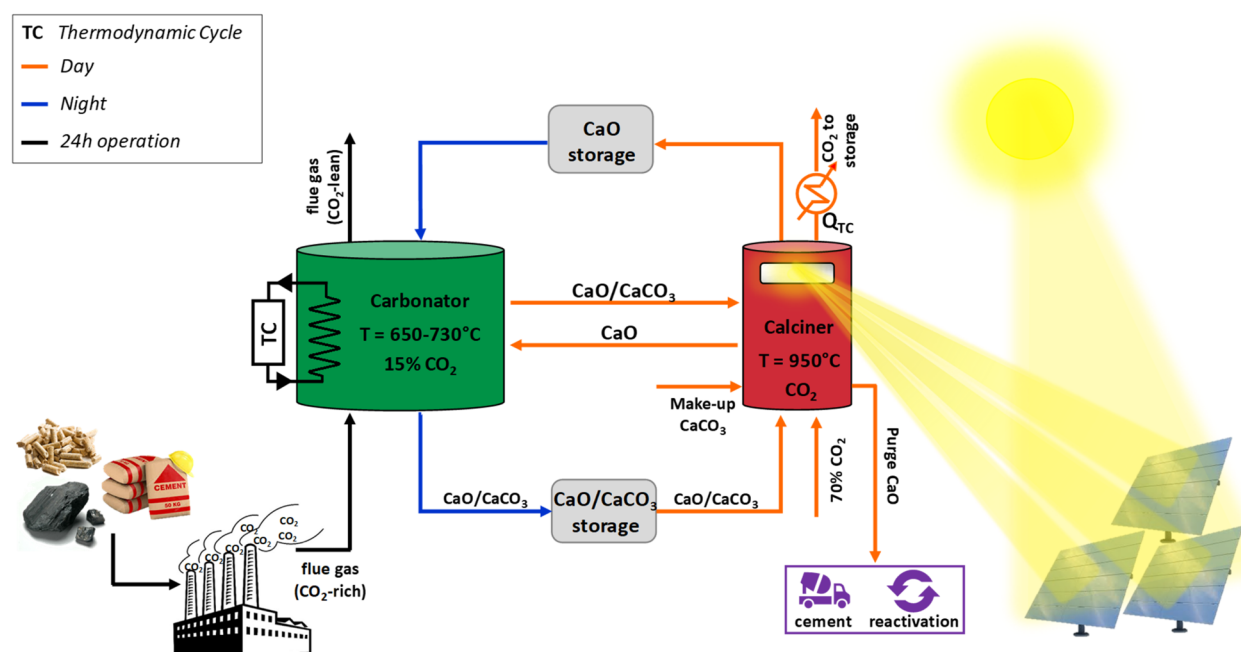 TC Thermodynamic Cycle
Day
Night
24h operation
CaO
storage
CO₂ to
storage
flue gas
(CO₂-lean)
Q_TC
Carbonator
T = 650-730°C
15% CO₂
TC
CaO/CaCO₃
CaO
Calciner
T = 950°C
CO₂
Make-up
CaCO₃
CaO/CaCO₃
CaO/CaCO₃
storage
CaO/CaCO₃
70% CO₂
Purge CaO
CEMENT
50 KG
CO₂
CO₂
CO₂
CO₂
CO₂
CO₂
flue gas
(CO₂-rich)
cement
reactivation